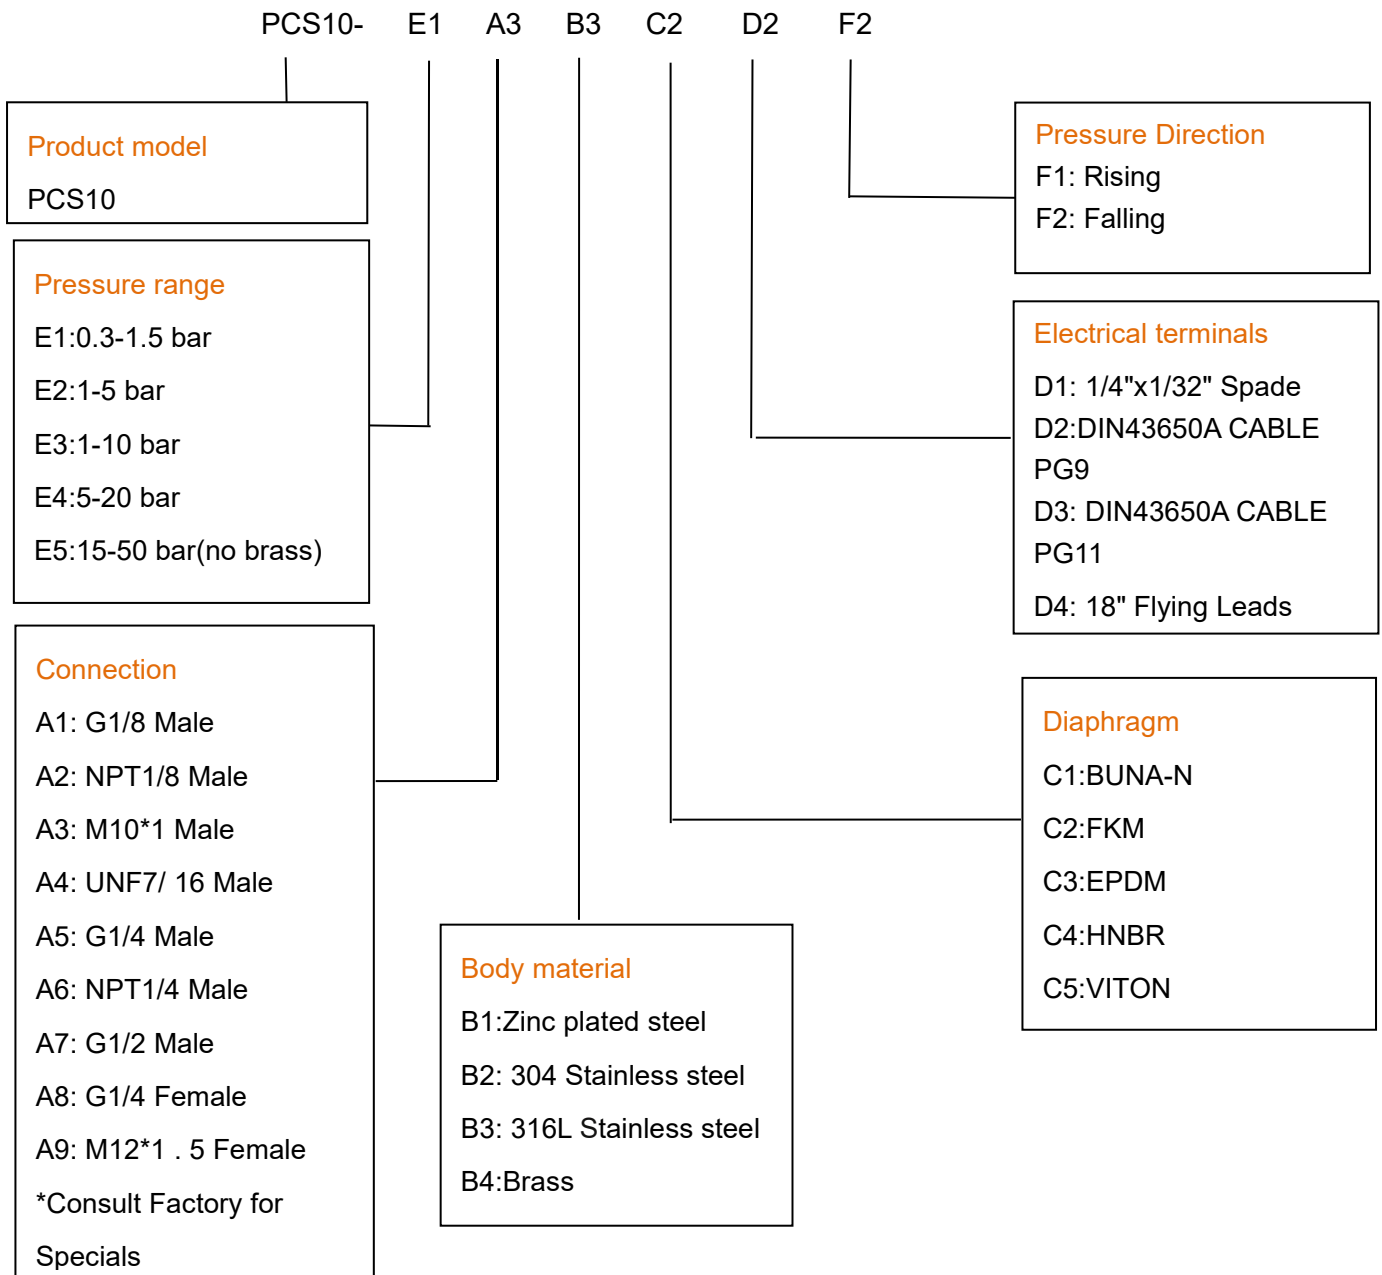 PCS10- E1 A3 B3 C2 D2 F2
Product model
PCS10
Pressure range
E1:0.3-1.5 bar
E2:1-5 bar
E3:1-10 bar
E4:5-20 bar
E5:15-50 bar(no brass)
Connection
A1: G1/8 Male
A2: NPT1/8 Male
A3: M10*1 Male
A4: UNF7/ 16 Male
A5: G1/4 Male
A6: NPT1/4 Male
A7: G1/2 Male
A8: G1/4 Female
A9: M12*1 . 5 Female
*Consult Factory for
Specials
Body material
B1:Zinc plated steel
B2: 304 Stainless steel
B3: 316L Stainless steel
B4:Brass
Pressure Direction
F1: Rising
F2: Falling
Electrical terminals
D1: 1/4"x1/32" Spade
D2:DIN43650A CABLE
PG9
D3: DIN43650A CABLE
PG11
D4: 18" Flying Leads
Diaphragm
C1:BUNA-N
C2:FKM
C3:EPDM
C4:HNBR
C5:VITON